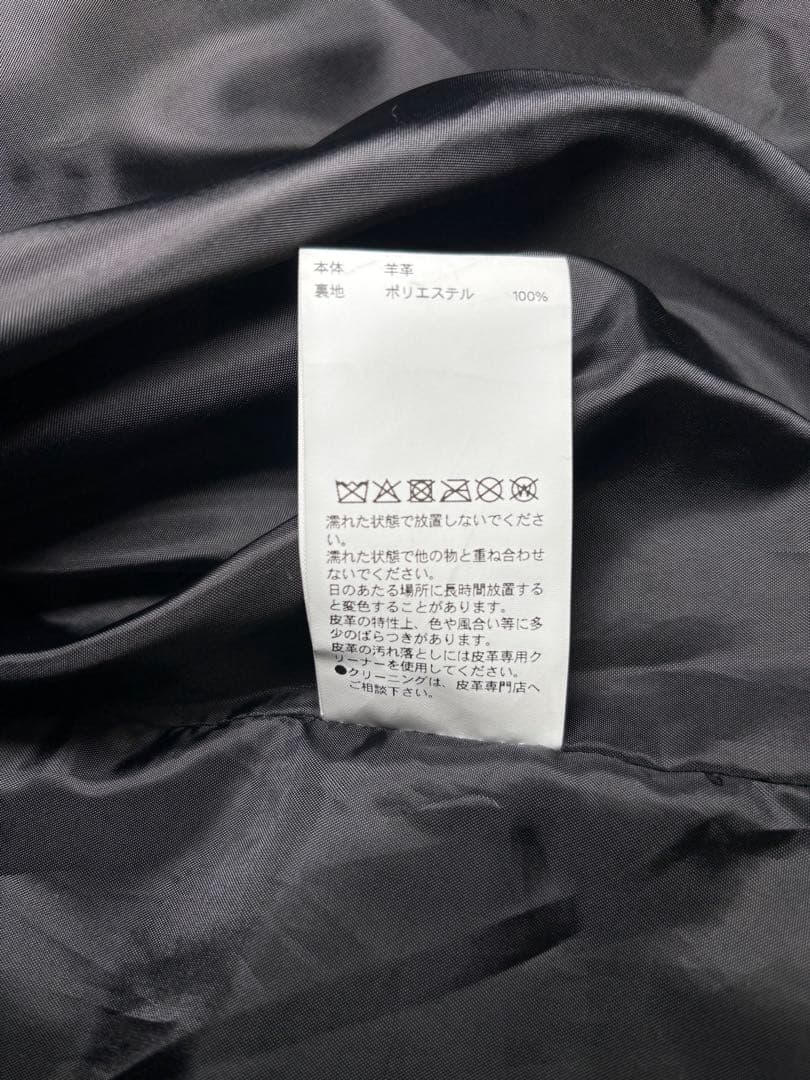 本体 羊革
裏地 ポリエステル 100%
濡れた状態で放置しないでくださ
い。
濡れた状態で他の物と重ね合わせ
ないでください。
日のあたる場所に長時間放置する
と変色することがあります。
皮革の特性上、色や風合い等に多
少のばらつきがあります。
皮革の汚れ落としには皮革専用ク
リーナーを使用してください。
●クリーニングは、皮革専門店へ
ご相談下さい。